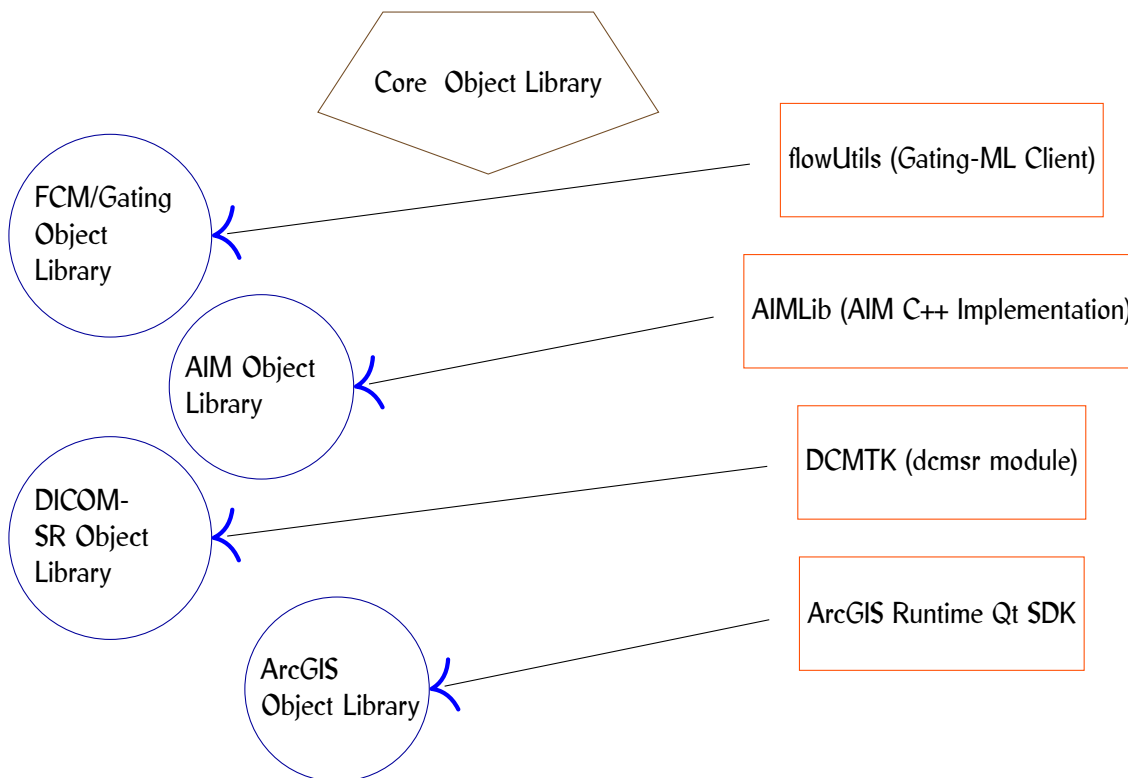 Core  Object Library
flowUtils (Gating-ML Client)
FCM/Gating
Object
Library
AIMLib (AIM C++ Implementation)
AIM Object
Library
DCMTK (dcmsr module)
DICOM-
SR Object
Library
ArcGIS Runtime Qt SDK
ArcGIS
Object Library